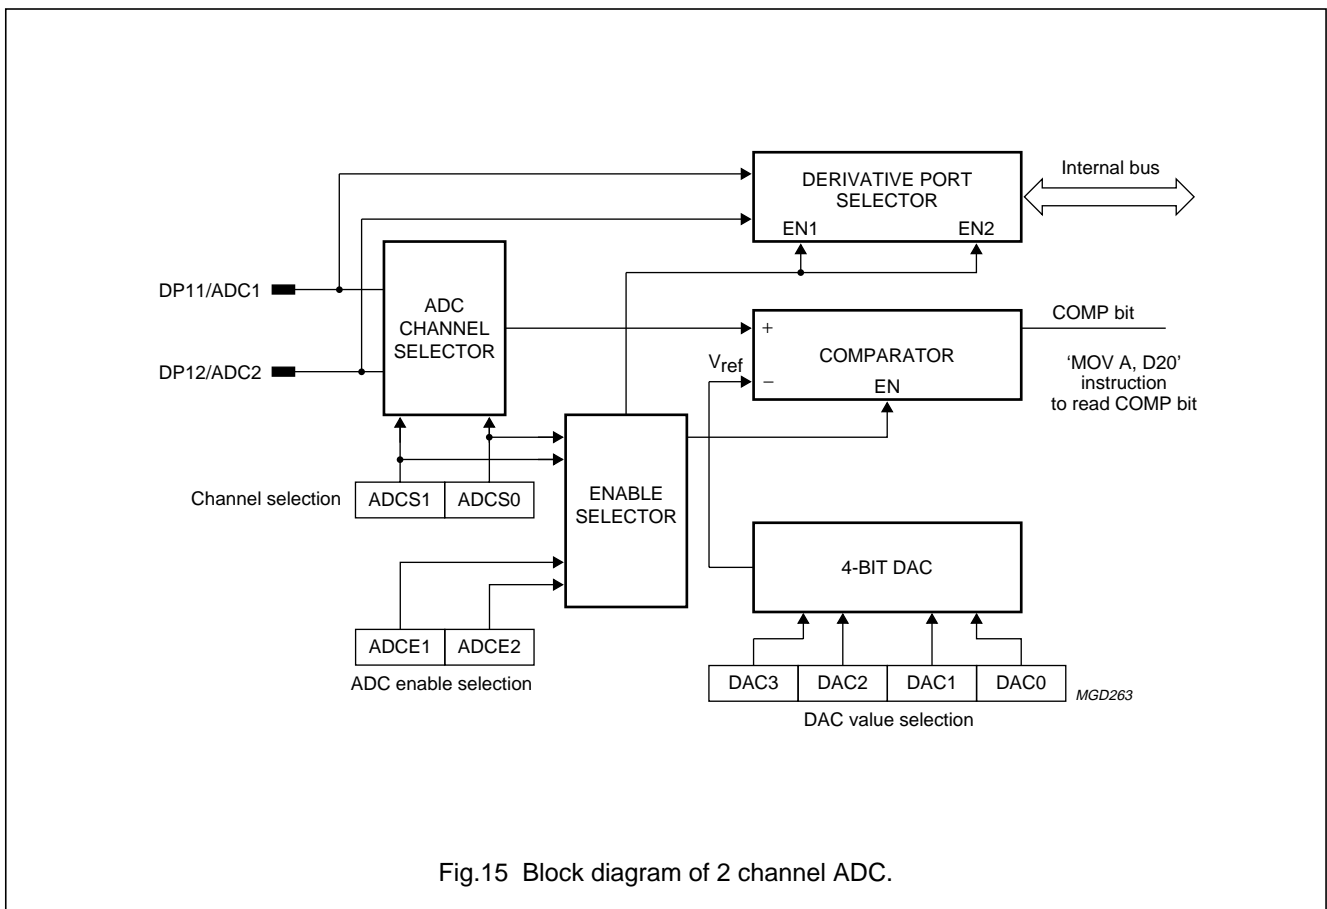 DERIVATIVE PORT
SELECTOR
EN1 EN2
Internal bus
DP11/ADC1
DP12/ADC2
ADC
CHANNEL
SELECTOR
+
COMPARATOR
Vref
−
EN
COMP bit
‘MOV A, D20’
instruction
to read COMP bit
Channel selection
ADCS1 ADCS0
ENABLE
SELECTOR
4-BIT DAC
ADCE1 ADCE2
ADC enable selection
DAC3 DAC2 DAC1 DAC0
DAC value selection
MGD263
Fig.15 Block diagram of 2 channel ADC.